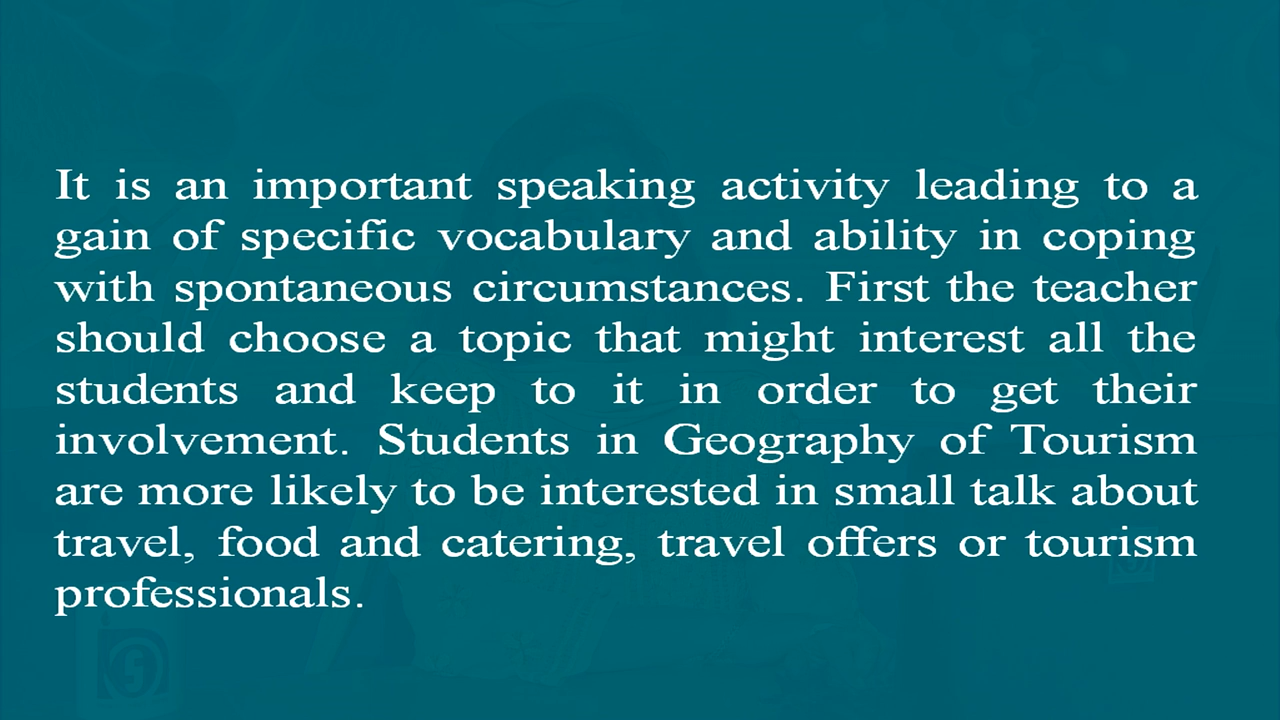 It is an important speaking activity leading to a
gain of specific vocabulary and ability in coping
with spontaneous circumstances. First the teacher
should choose a topic that might interest all the
students and keep to it in order to get their
involvement. Students in Geography of Tourism
are more likely to be interested in small talk about
travel, food and catering, travel offers or tourism
professionals.